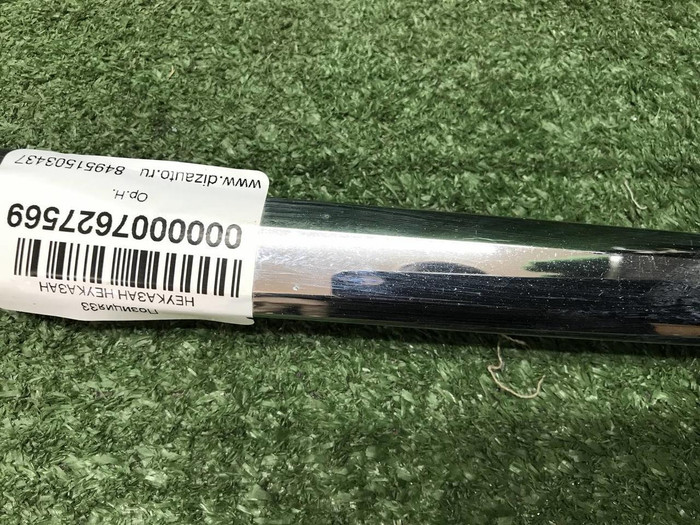 Позиция33
НЕУКАЗАН НЕУКАЗАН
0000007627569
Ор.Н.
www.dizauto.ru 84951503437